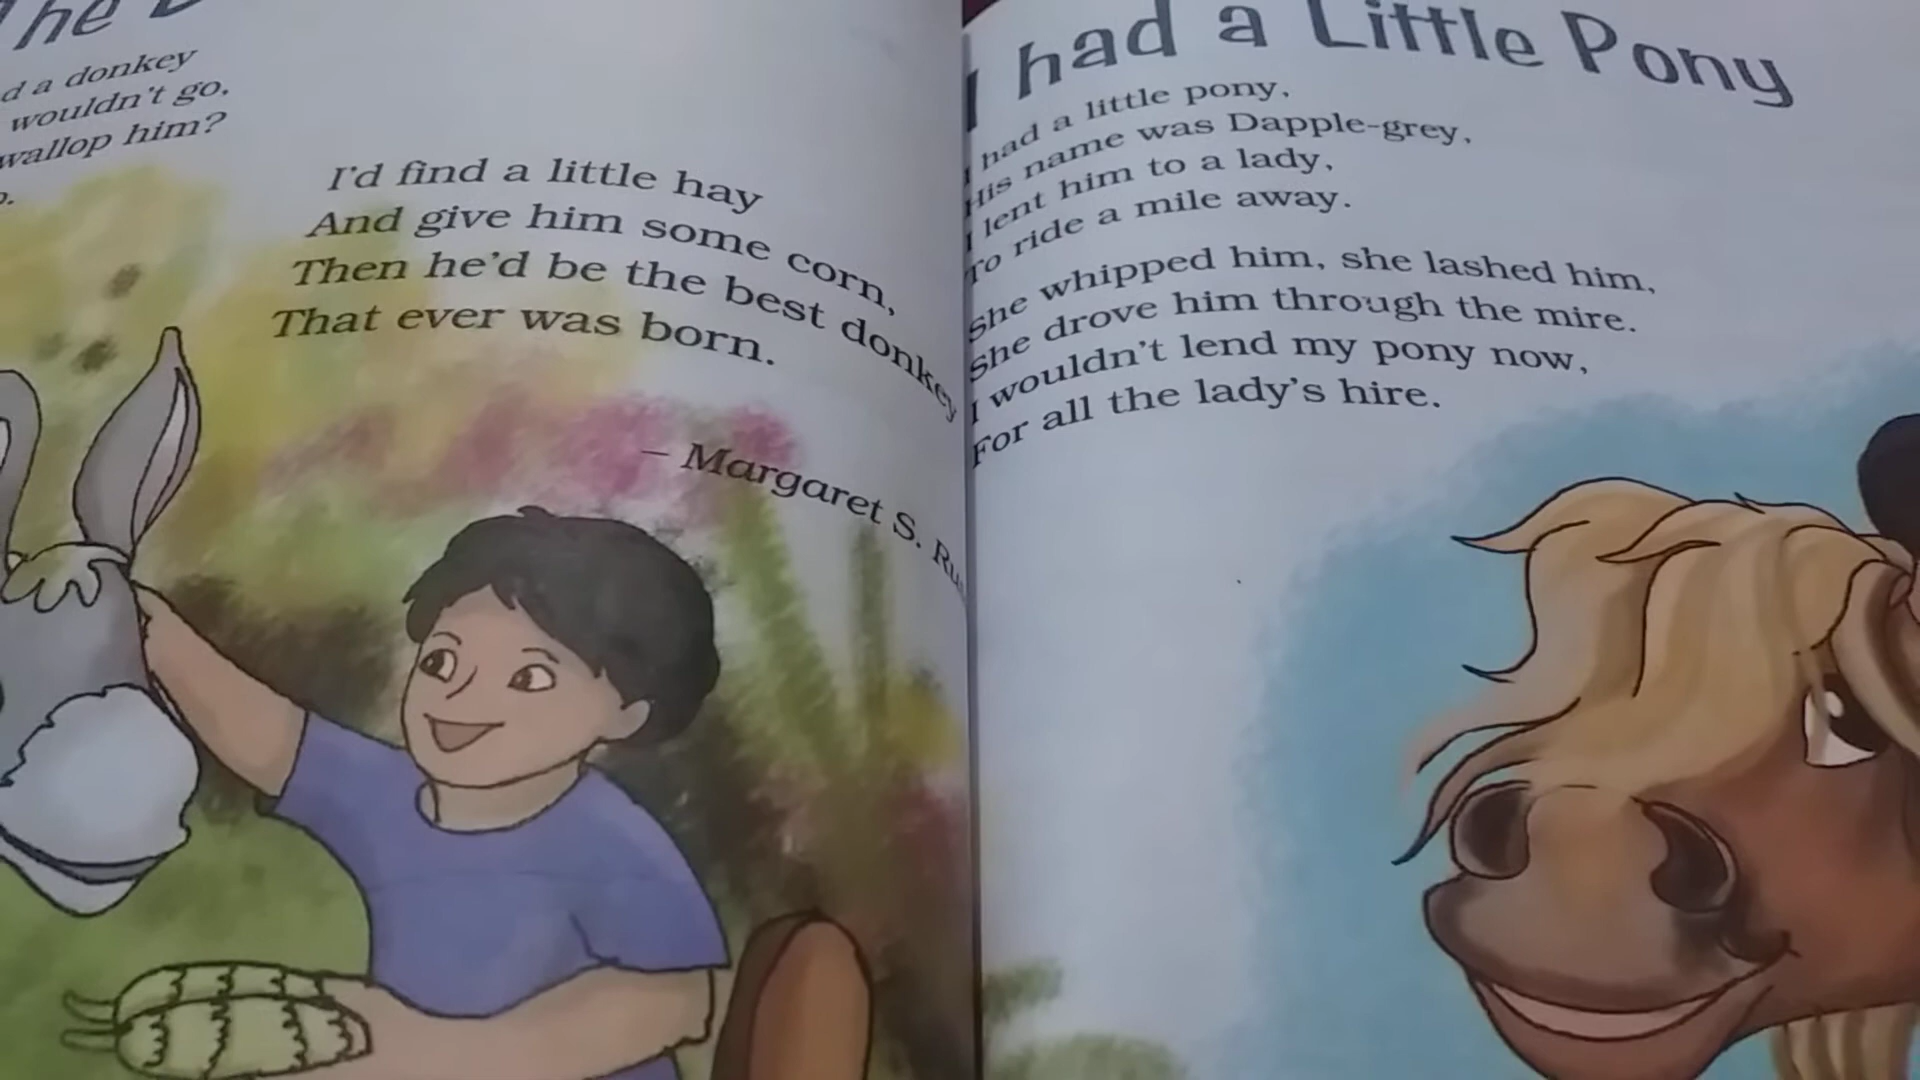 The
a donkey
wouldn't go.
wallop him?
I'd find a little hay
And give him some corn,
Then he'd be the best donkey
That ever was born.
– Margaret S.
I had a Little Pony
I had a little pony,
His name was Dapple-grey,
I lent him to a lady,
To ride a mile away.
She whipped him, she lashed him,
She drove him through the mire.
I wouldn't lend my pony now,
For all the lady's hire.